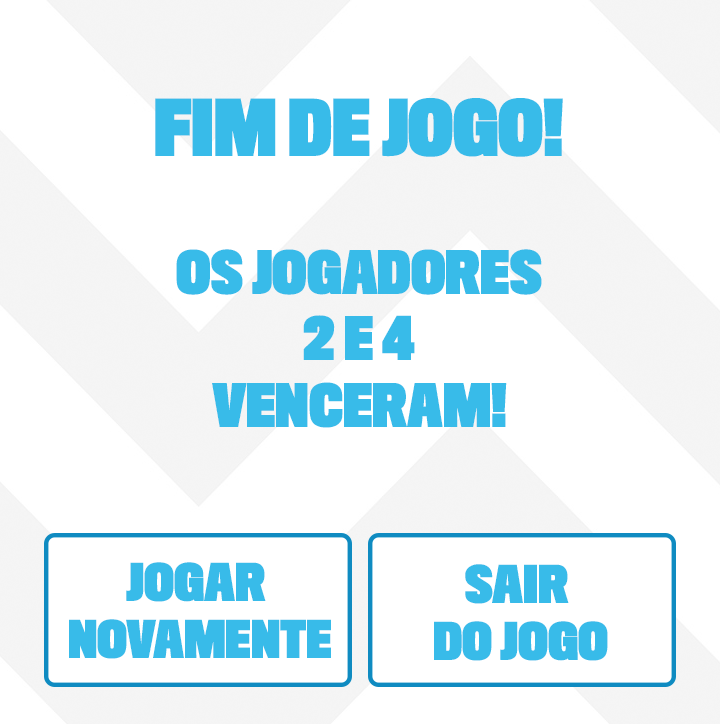 FIM DE JOGO!
OS JOGADORES
2 E 4
VENCERAM!
JOGAR
NOVAMENTE
SAIR
DO JOGO